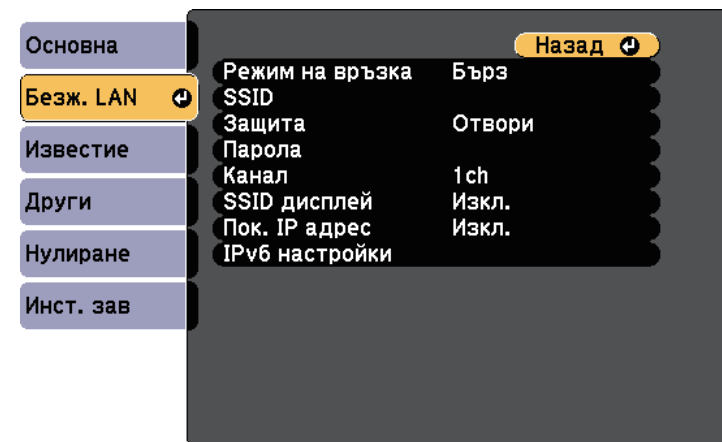 Основна
Безж. LAN
Известие
Други
Нулиране
Инст. зав
Назад
Режим на връзка Бърз
SSID
Защита Отвори
Парола
Канал 1ch
SSID дисплей Изкл.
Пок. IP адрес Изкл.
IPv6 настройки